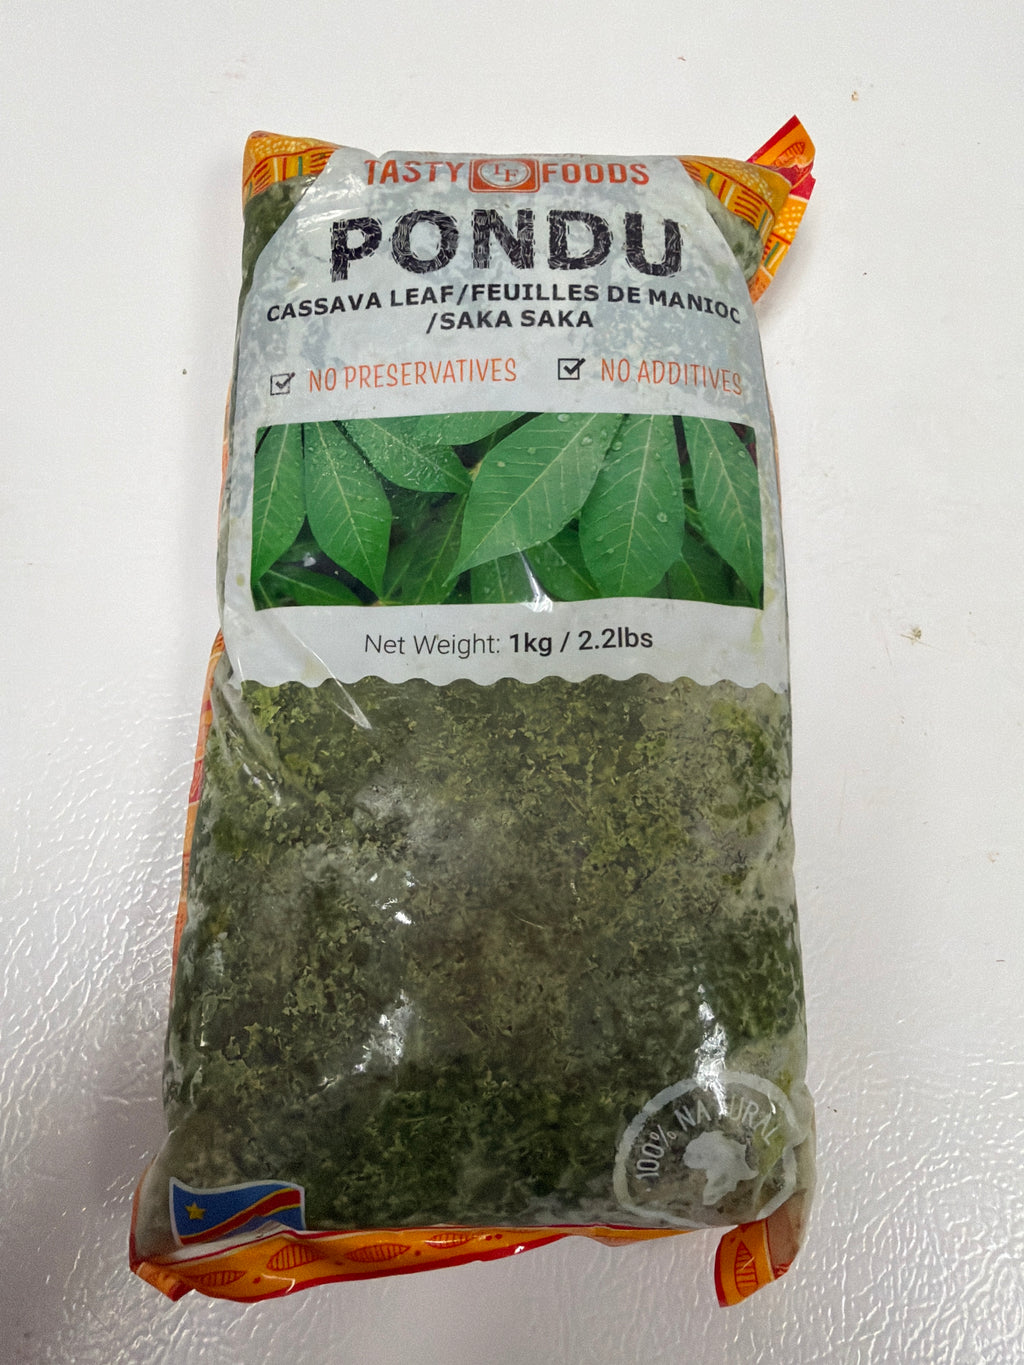 TASTY TF FOODS
PONDU
CASSAVA LEAF/FEUILLES DE MANIOC
/SAKA SAKA
NO PRESERVATIVES NO ADDITIVES
Net Weight: 1kg / 2.2lbs
100% NATURAL